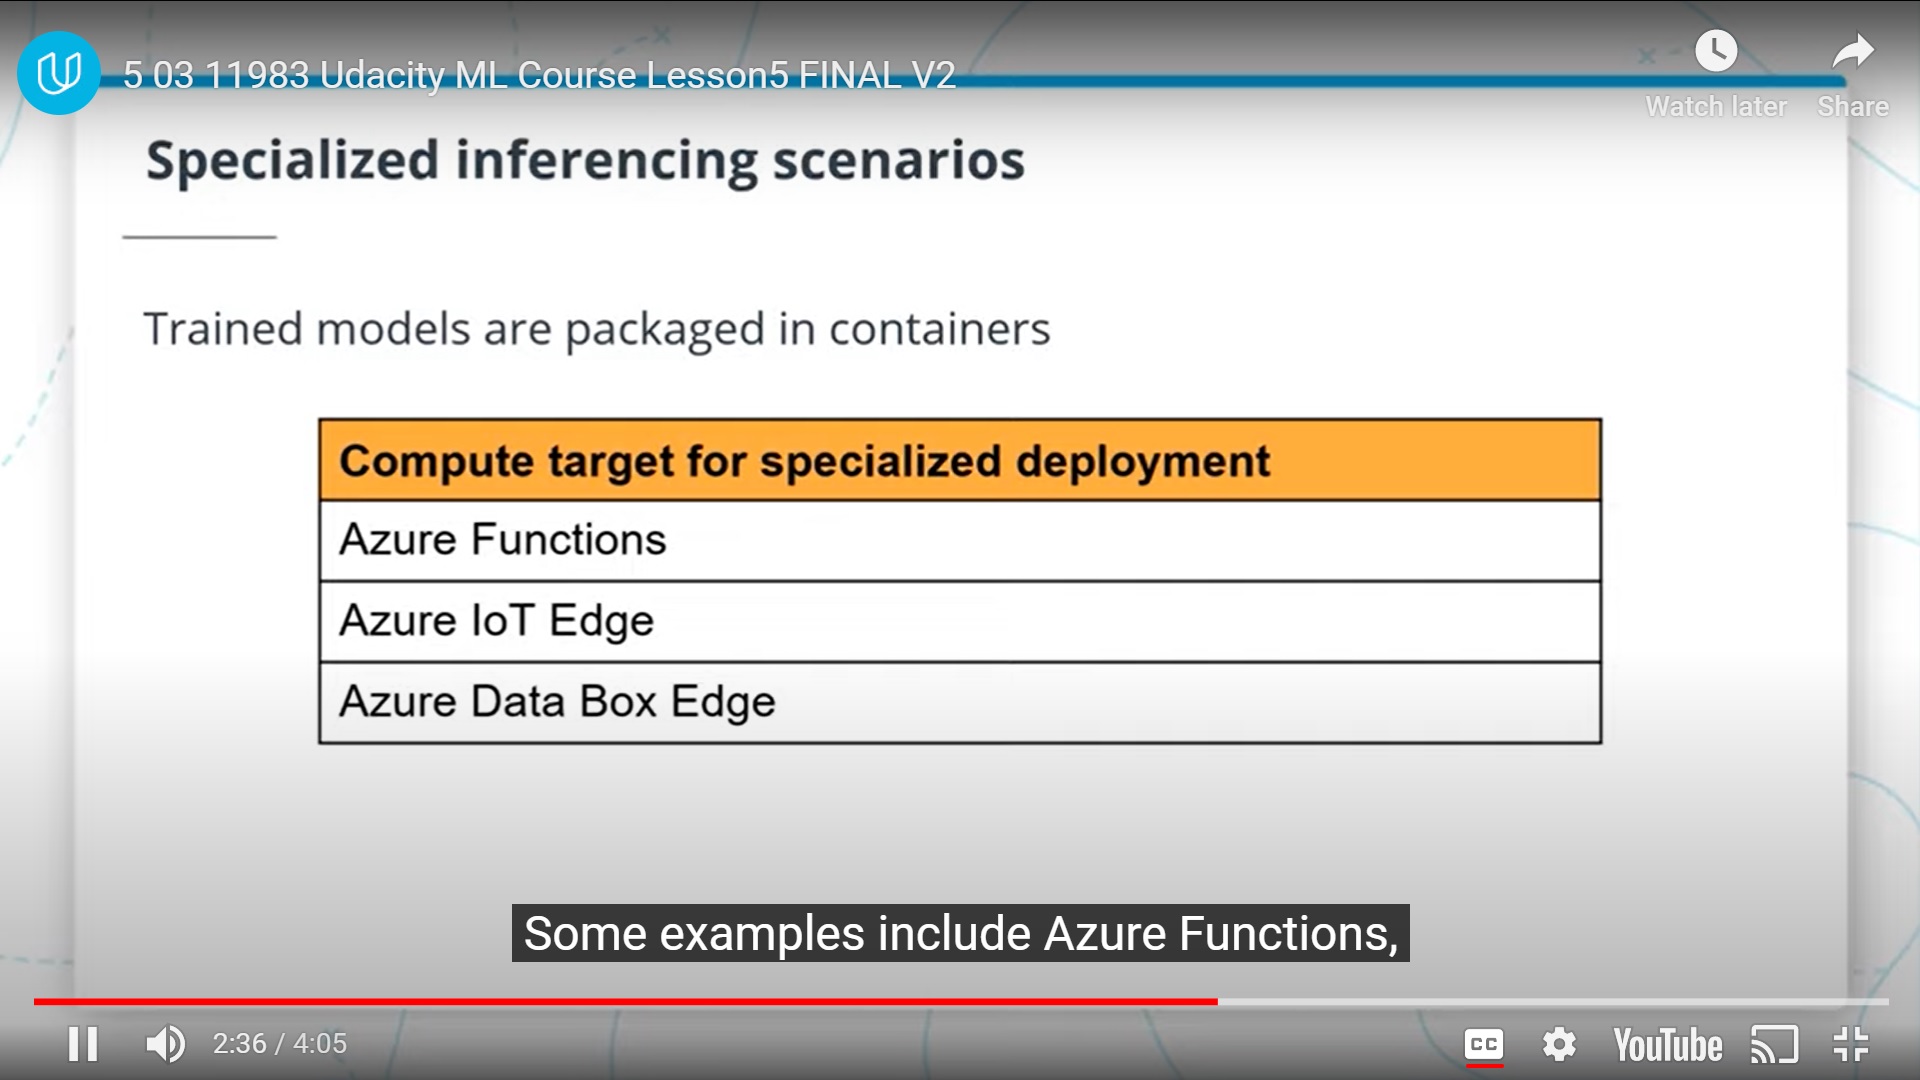 5 03 11983 Udacity ML Course Lesson5 FINAL V2
Watch later
Share
Specialized inferencing scenarios
Trained models are packaged in containers
Compute target for specialized deployment
Azure Functions
Azure IoT Edge
Azure Data Box Edge
Some examples include Azure Functions,
2:36 / 4:05
CC
YouTube